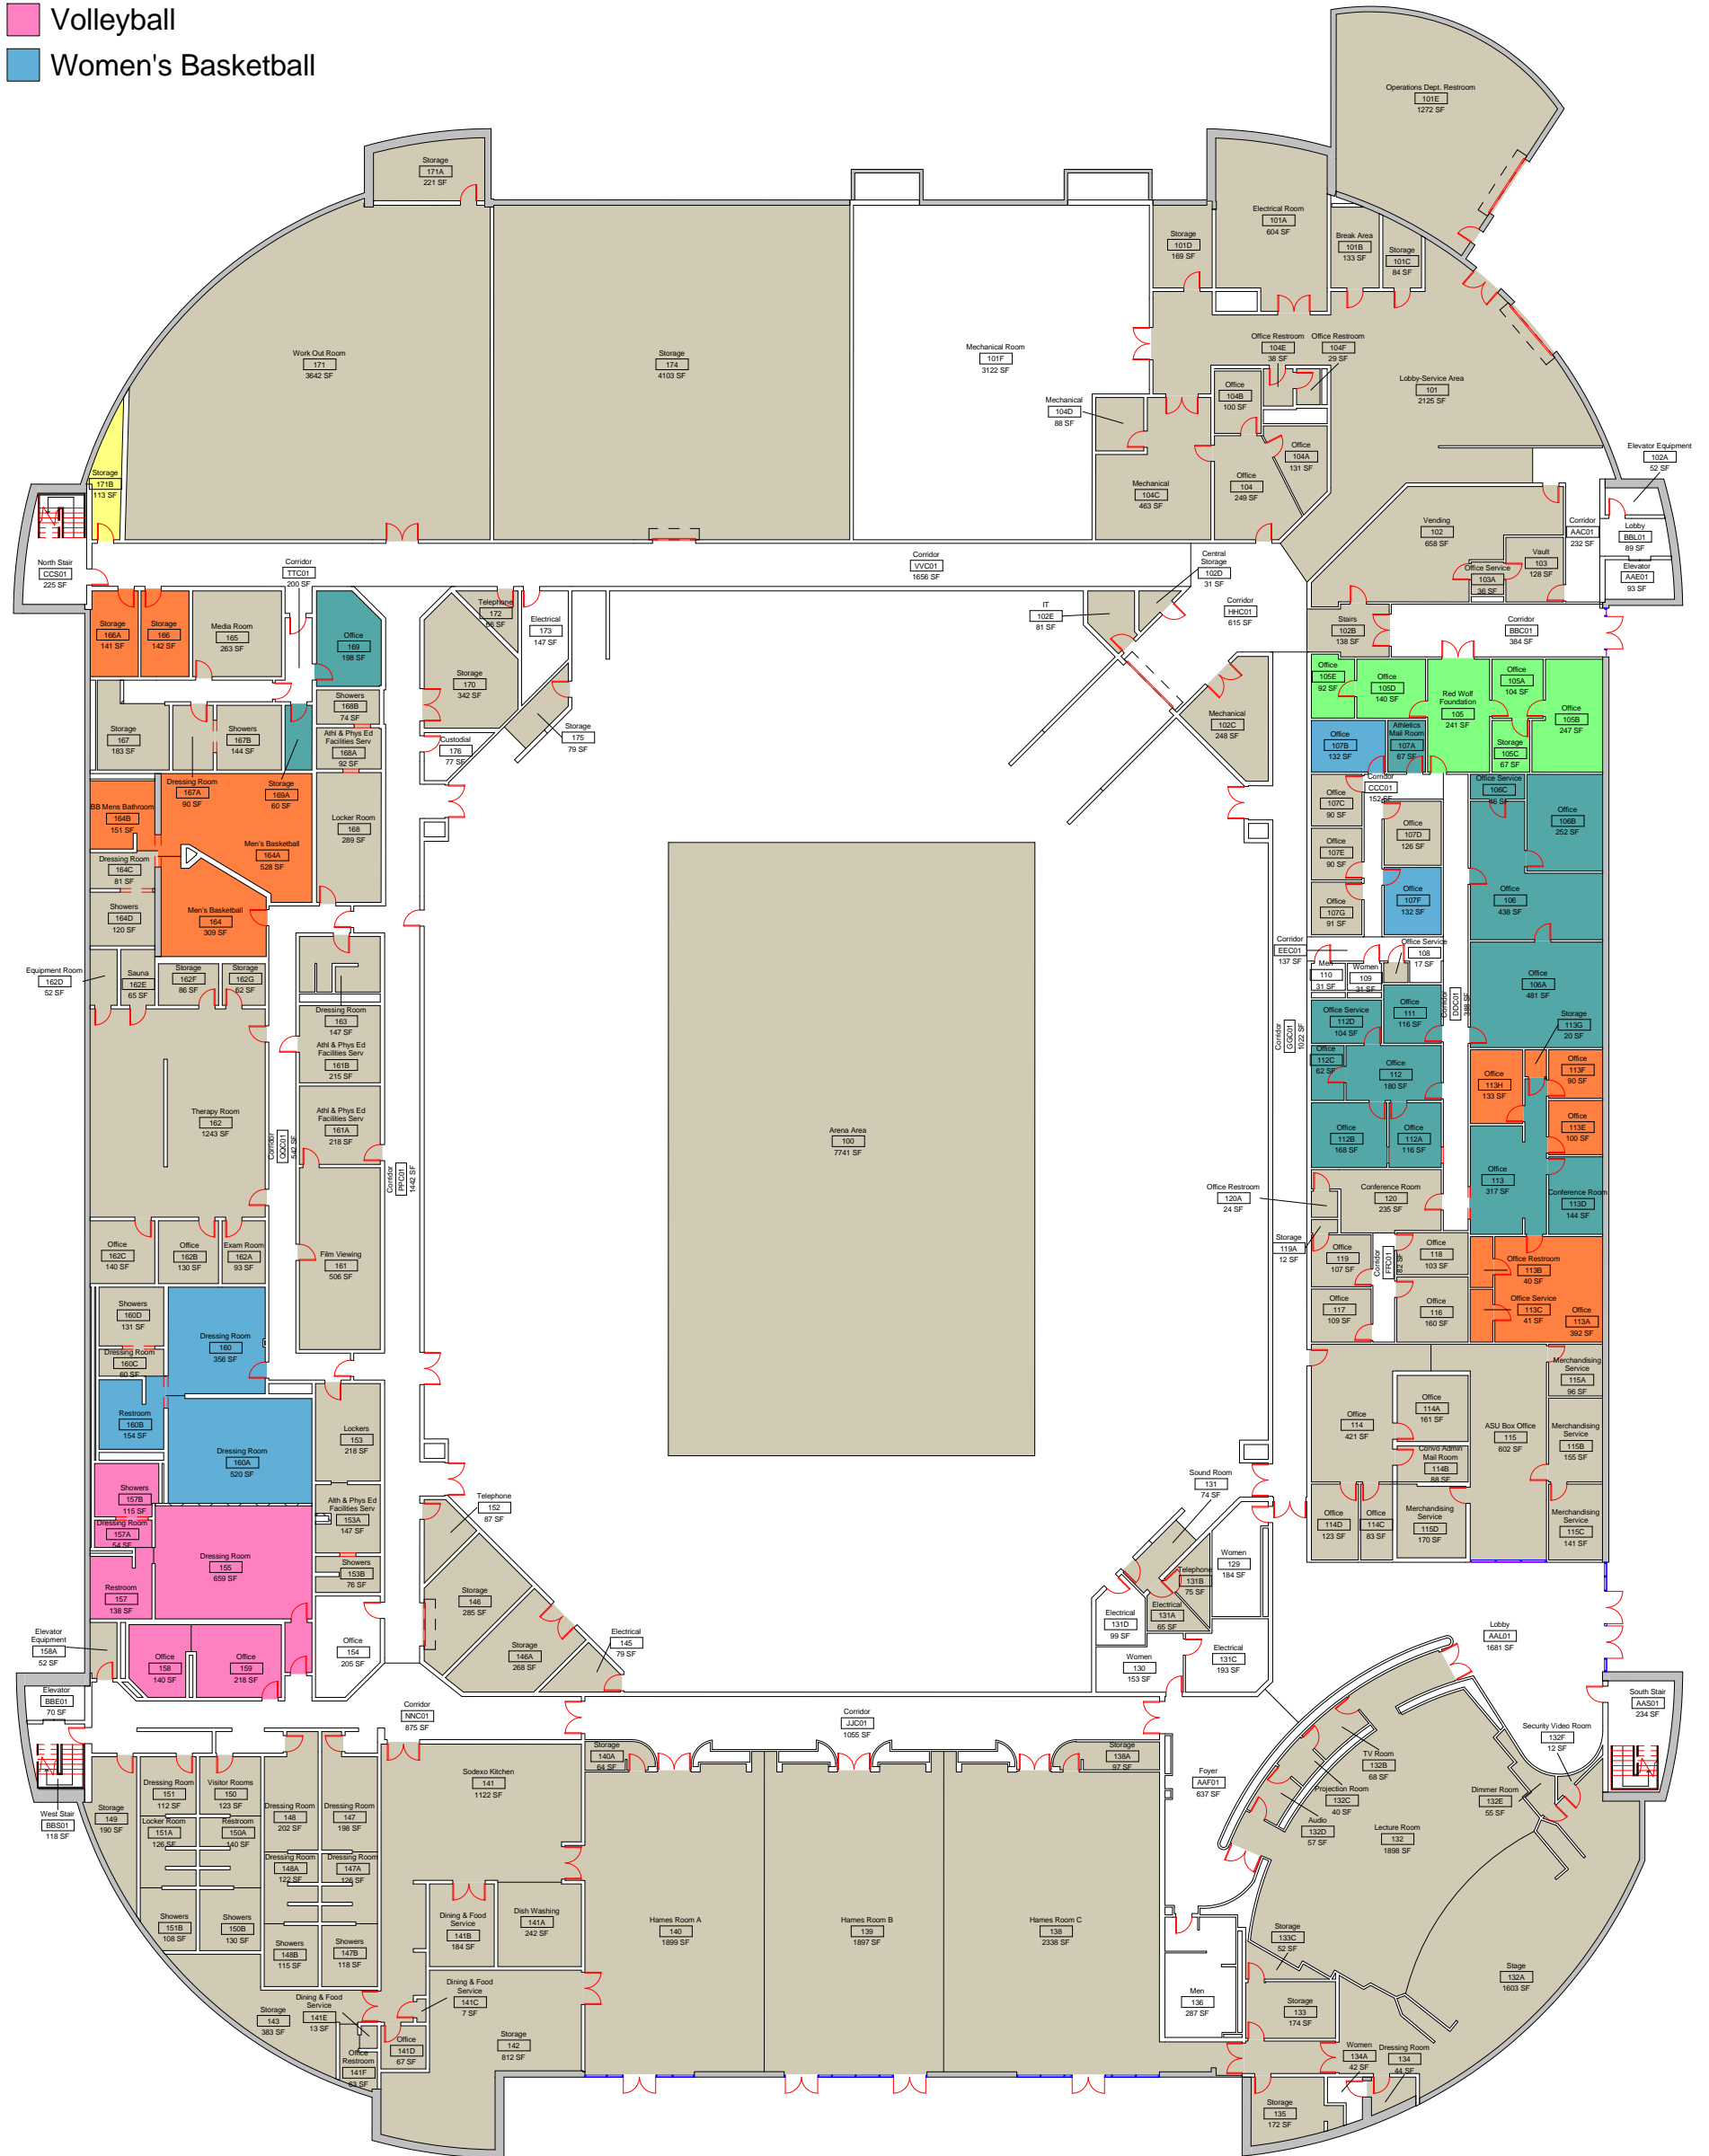 Volleyball
Women's Basketball
Operations Dept. Restroom
101E
1272 SF
Storage
171A
221 SF
Electrical Room
101A
604 SF
Storage
101D
169 SF
Break Area
101B
133 SF
Storage
101C
84 SF
Work Out Room
171
3642 SF
Storage
174
4103 SF
Mechanical Room
101F
3122 SF
Office Restroom
104E
38 SF
Office Restroom
104F
29 SF
Lobby-Service Area
101
2125 SF
Office
104B
100 SF
Mechanical
104D
88 SF
Office
104A
131 SF
Elevator Equipment
102A
52 SF
Storage
171B
113 SF
Mechanical
104C
463 SF
Office
104
249 SF
Vending
102
658 SF
Corridor
AAC01
232 SF
Lobby
BBL01
89 SF
Vault
103
128 SF
Office Service
103A
36 SF
Elevator
AAE01
93 SF
North Stair
CCS01
225 SF
Corridor
TTC01
200 SF
Corridor
VVC01
1656 SF
Central
Storage
102D
31 SF
IT
102E
81 SF
Corridor
HHC01
615 SF
Stairs
102B
138 SF
Corridor
BBC01
384 SF
Storage
166A
141 SF
Storage
166
142 SF
Media Room
165
263 SF
Office
169
198 SF
Telephone
172
66 SF
Electrical
173
147 SF
Storage
170
342 SF
Storage
175
79 SF
Custodial
176
77 SF
Mechanical
102C
248 SF
Office
105E
92 SF
Office
105D
140 SF
Red Wolf
Foundation
105
241 SF
Office
105A
104 SF
Office
105B
247 SF
Storage
105C
67 SF
Office
107B
132 SF
Athletics
Mail Room
107A
67 SF
Showers
168B
74 SF
Athl & Phys Ed
Facilities Serv
168A
92 SF
Storage
167
183 SF
Showers
167B
144 SF
Dressing Room
167A
90 SF
Storage
169A
60 SF
Locker Room
168
289 SF
BB Mens Bathroom
164B
151 SF
Men's Basketball
164A
528 SF
Dressing Room
164C
81 SF
Showers
164D
120 SF
Men's Basketball
164
309 SF
Corridor
CCC01
152 SF
Office
107C
90 SF
Office
107D
126 SF
Office
107E
90 SF
Office
107F
132 SF
Office
107G
91 SF
Office Service
106C
46 SF
Office
106B
252 SF
Office
106
438 SF
Corridor
EEC01
137 SF
Men
110
31 SF
Women
109
31 SF
Office Service
108
17 SF
Office
106A
481 SF
Equipment Room
162D
52 SF
Sauna
162E
65 SF
Storage
162F
86 SF
Storage
162G
62 SF
Dressing Room
163
147 SF
Athl & Phys Ed
Facilities Serv
161B
215 SF
Athl & Phys Ed
Facilities Serv
161A
218 SF
Therapy Room
162
1243 SF
Corridor
QQC01
542 SF
Corridor
PPC01
1442 SF
Arena Area
100
7741 SF
Corridor
GGC01
1022 SF
Office Service
112D
104 SF
Office
111
116 SF
Corridor
DDC01
388 SF
Storage
113G
20 SF
Office
112C
62 SF
Office
112
180 SF
Office
113H
133 SF
Office
113F
90 SF
Office
113E
100 SF
Office
112B
168 SF
Office
112A
116 SF
Office
113
317 SF
Conference Room
113D
144 SF
Office Restroom
120A
24 SF
Conference Room
120
235 SF
Storage
119A
12 SF
Office
119
107 SF
Corridor
FFC01
82 SF
Office
118
103 SF
Office Restroom
113B
40 SF
Office Service
113C
41 SF
Office
113A
392 SF
Office
117
109 SF
Office
116
160 SF
Office
162C
140 SF
Office
162B
130 SF
Exam Room
162A
93 SF
Film Viewing
161
506 SF
Showers
160D
131 SF
Dressing Room
160C
60 SF
Dressing Room
160
356 SF
Restroom
160B
154 SF
Dressing Room
160A
520 SF
Lockers
153
218 SF
Alth & Phys Ed
Facilities Serv
153A
147 SF
Showers
153B
76 SF
Merchandising
Service
115A
96 SF
Office
114A
161 SF
Office
114
421 SF
ASU Box Office
115
602 SF
Merchandising
Service
115B
155 SF
Convo Admin
Mail Room
114B
88 SF
Office
114D
123 SF
Office
114C
83 SF
Merchandising
Service
115D
170 SF
Merchandising
Service
115C
141 SF
Showers
157B
115 SF
Dressing Room
157A
54 SF
Dressing Room
155
659 SF
Restroom
157
138 SF
Telephone
152
87 SF
Storage
146
285 SF
Storage
146A
268 SF
Electrical
145
79 SF
Sound Room
131
74 SF
Women
129
184 SF
Telephone
131B
75 SF
Electrical
131A
65 SF
Electrical
131D
99 SF
Women
130
153 SF
Electrical
131C
193 SF
Lobby
AAL01
1681 SF
Elevator
Equipment
158A
52 SF
Office
158
140 SF
Office
159
218 SF
Office
154
205 SF
Elevator
BBE01
70 SF
Corridor
NNC01
875 SF
Corridor
JJC01
1055 SF
South Stair
AAS01
234 SF
Security Video Room
132F
12 SF
TV Room
132B
68 SF
Projection Room
132C
40 SF
Audio
132D
57 SF
Dimmer Room
132E
55 SF
Lecture Room
132
1898 SF
Foyer
AAF01
637 SF
Storage
140A
64 SF
Storage
138A
97 SF
Sodexo Kitchen
141
1122 SF
West Stair
BBS01
118 SF
Storage
149
190 SF
Dressing Room
151
112 SF
Visitor Rooms
150
123 SF
Locker Room
151A
126 SF
Restroom
150A
140 SF
Dressing Room
148
202 SF
Dressing Room
147
198 SF
Dressing Room
148A
122 SF
Dressing Room
147A
126 SF
Showers
151B
108 SF
Showers
150B
130 SF
Showers
148B
115 SF
Showers
147B
118 SF
Dining & Food
Service
141B
184 SF
Dish Washing
141A
242 SF
Hames Room A
140
1899 SF
Hames Room B
139
1897 SF
Hames Room C
138
2338 SF
Storage
133C
52 SF
Stage
132A
1603 SF
Dining & Food
Service
141C
7 SF
Dining & Food
Service
141E
13 SF
Storage
143
383 SF
Office
141D
67 SF
Office
Restroom
141F
63 SF
Storage
142
812 SF
Men
136
287 SF
Storage
133
174 SF
Women
134A
42 SF
Dressing Room
134
44 SF
Storage
135
172 SF